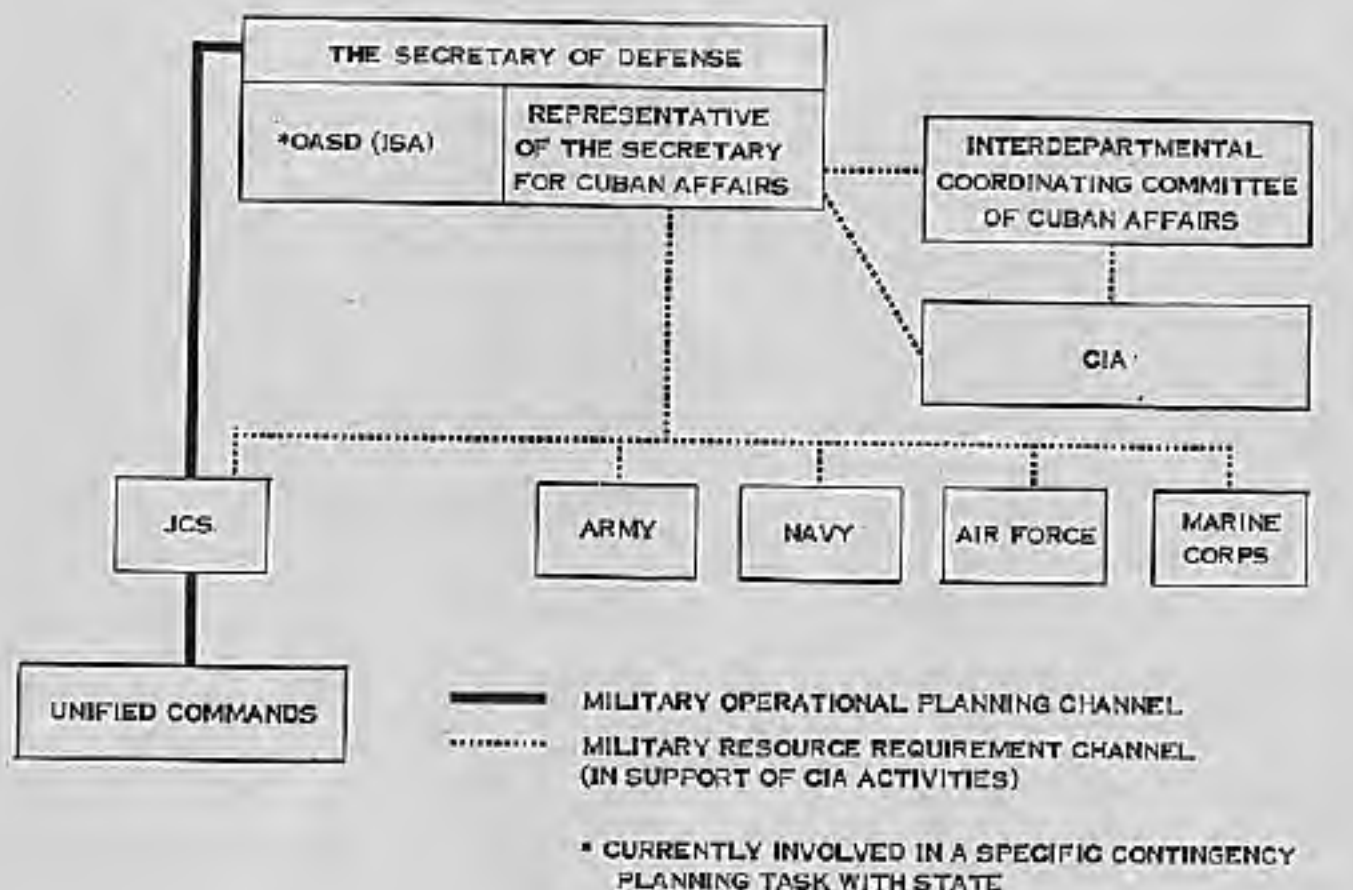 THE SECRETARY OF DEFENSE
*OASD (ISA)
REPRESENTATIVE
OF THE SECRETARY
FOR CUBAN AFFAIRS
INTERDEPARTMENTAL
COORDINATING COMMITTEE
OF CUBAN AFFAIRS
CIA
JCS
ARMY
NAVY
AIR FORCE
MARINE
CORPS
UNIFIED COMMANDS
MILITARY OPERATIONAL PLANNING CHANNEL
MILITARY RESOURCE REQUIREMENT CHANNEL
(IN SUPPORT OF CIA ACTIVITIES)
* CURRENTLY INVOLVED IN A SPECIFIC CONTINGENCY
PLANNING TASK WITH STATE